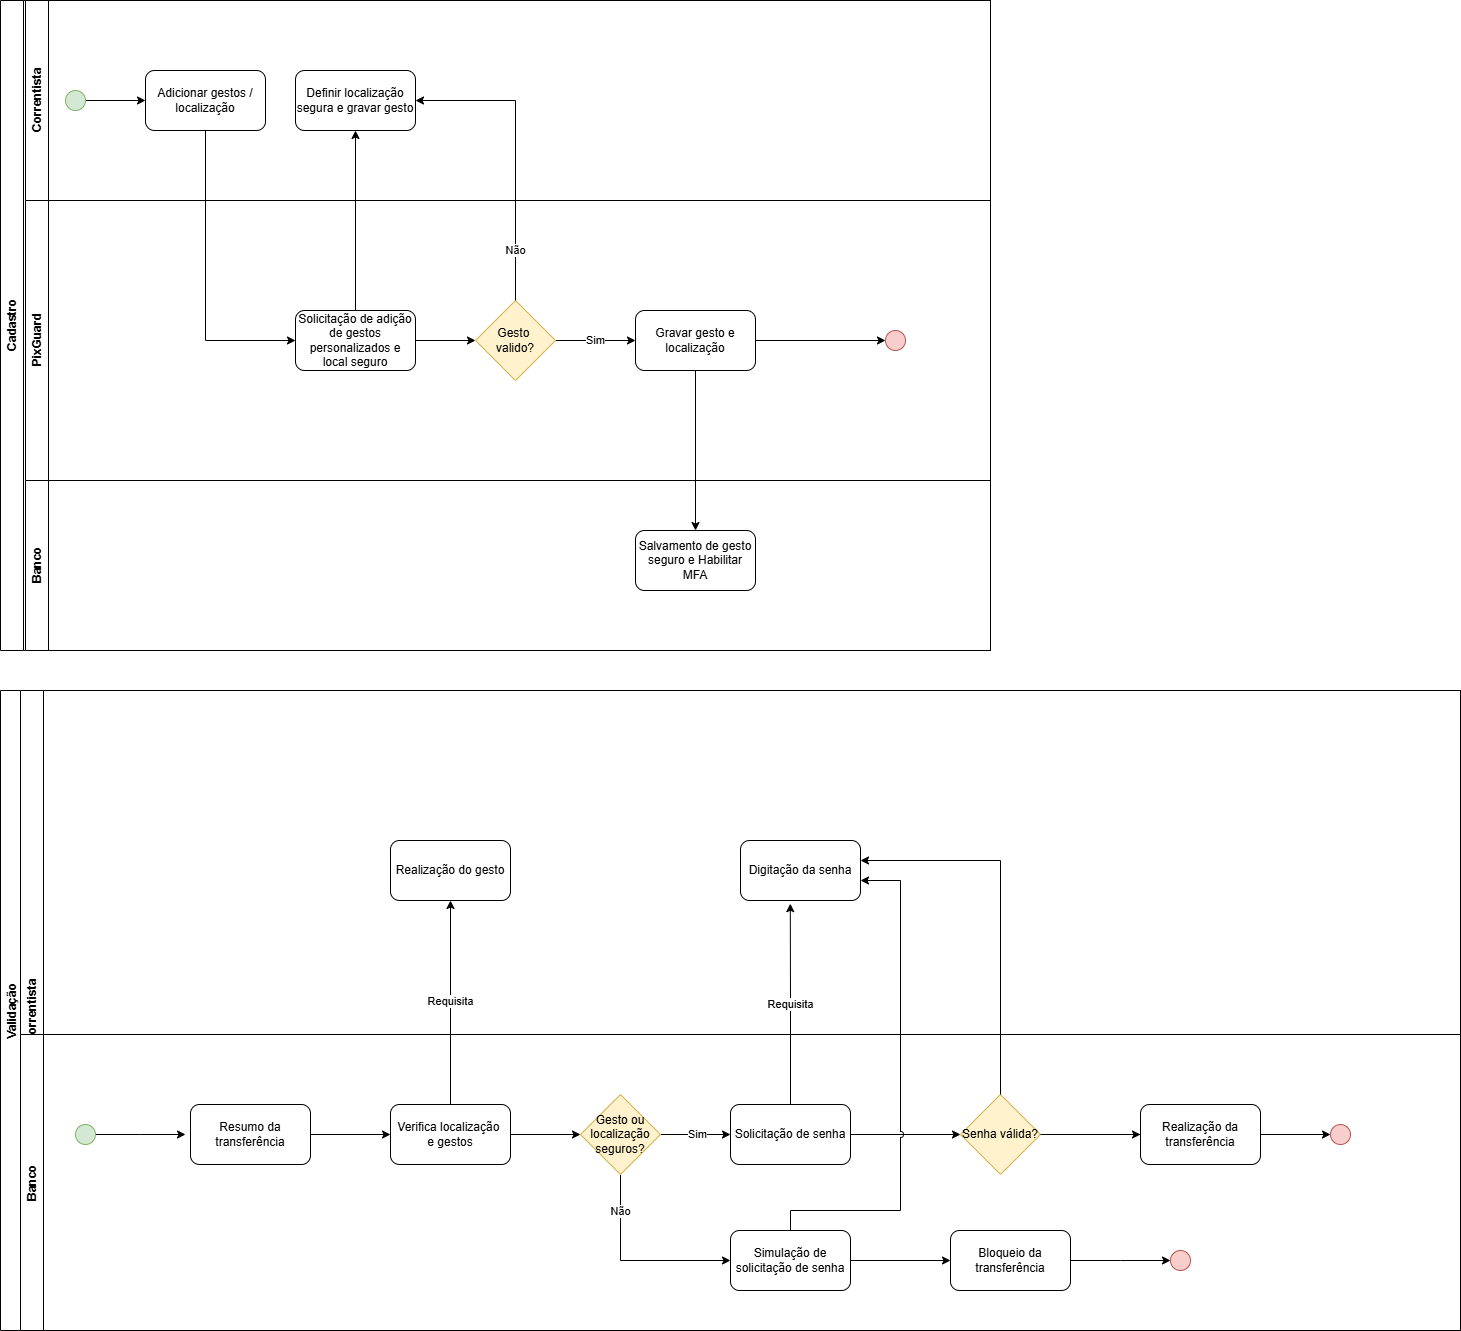 Cadastro
Correntista
Adicionar gestos /
localização
Definir localização
segura e gravar gesto
PixGuard
Não
Solicitação de adição
de gestos
personalizados e
local seguro
Gesto
valido?
Sim
Gravar gesto e
localização
Banco
Salvamento de gesto
seguro e Habilitar
MFA
Validação
orrentista
Realização do gesto
Digitação da senha
Requisita
Requisita
Banco
Resumo da
transferência
Verifica localização
e gestos
Gesto ou
localização
seguros?
Sim
Solicitação de senha
Senha válida?
Realização da
transferência
Não
Simulação de
solicitação de senha
Bloqueio da
transferência